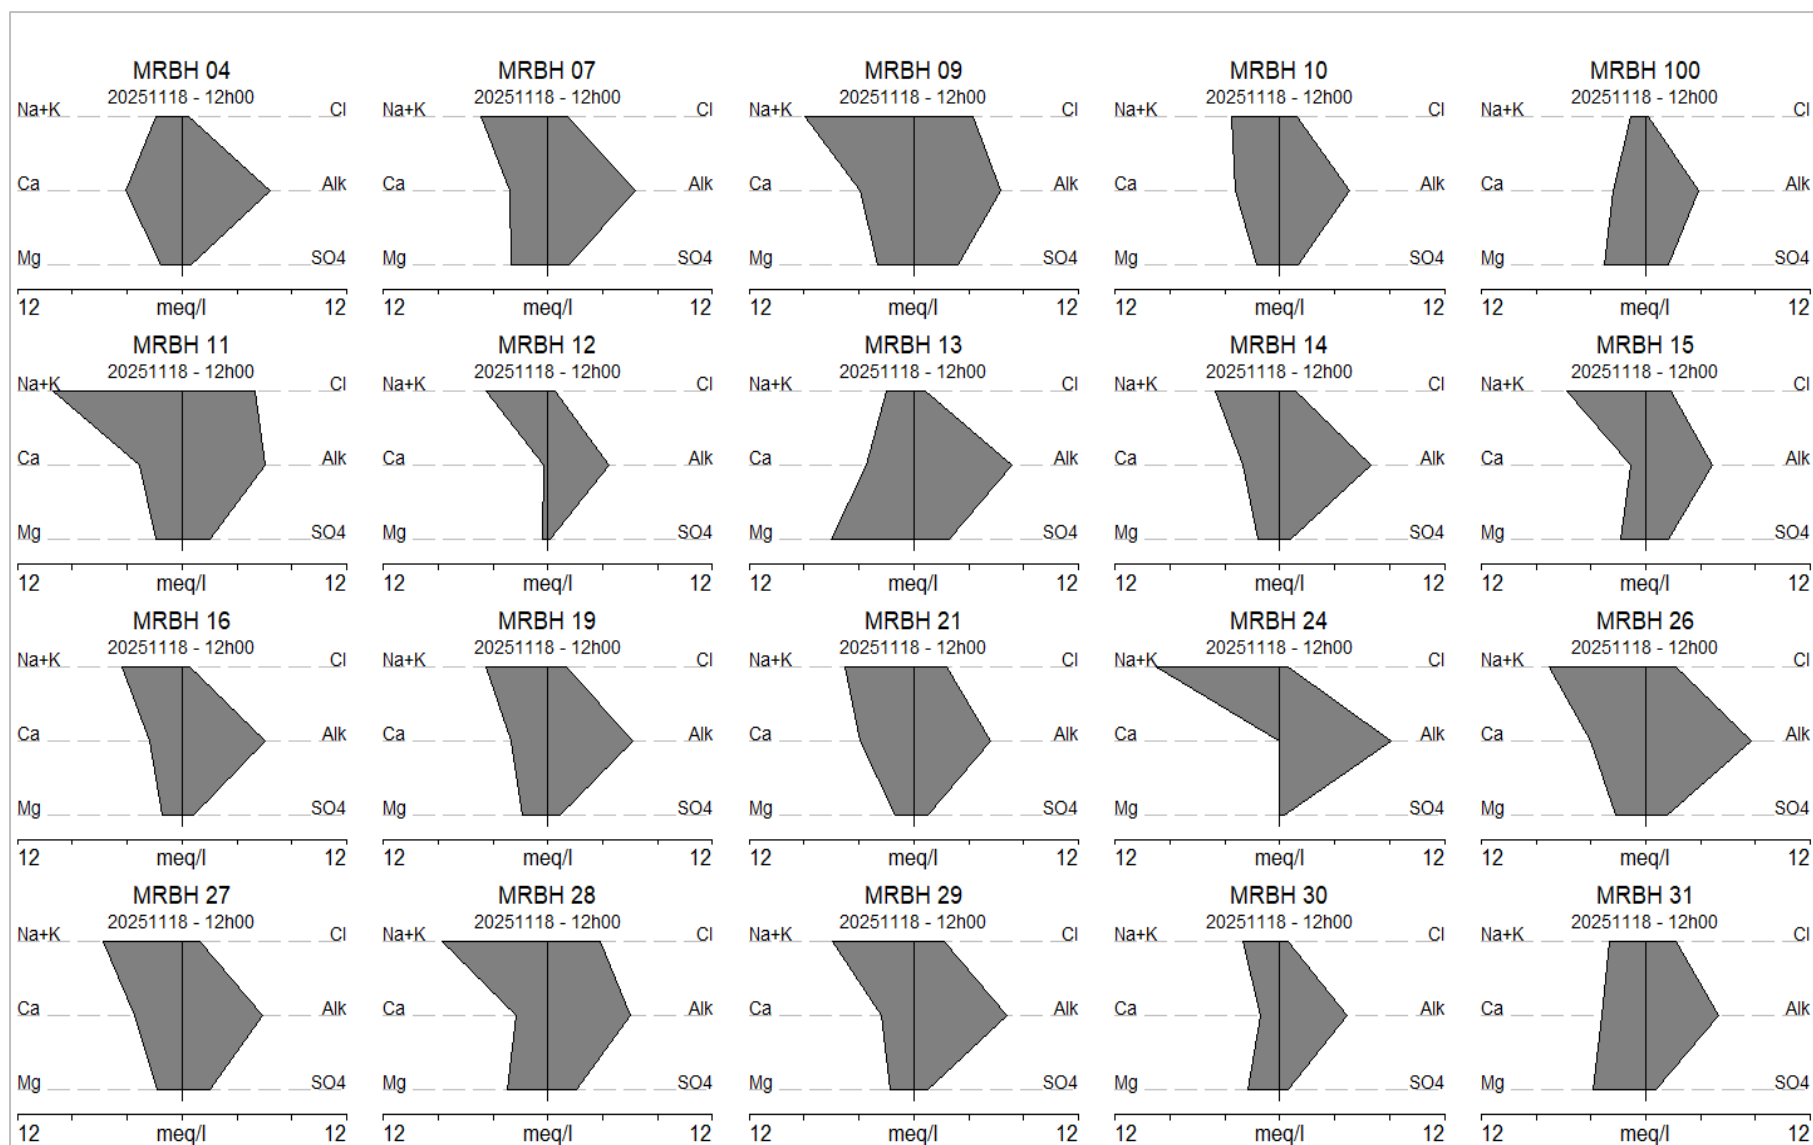 MRBH 04 MRBH 07 MRBH 09 MRBH 10 MRBH 100
20251118 - 12h00 20251118 - 12h00 20251118 - 12h00 20251118 - 12h00 20251118 - 12h00
Na+K Cl Na+K Cl Na+K Cl Na+K Cl Na+K Cl
Ca Alk Ca Alk Ca Alk Ca Alk Ca Alk
Mg SO4 Mg SO4 Mg SO4 Mg SO4 Mg SO4
12 meq/l 12 12 meq/l 12 12 meq/l 12 12 meq/l 12 12 meq/l 12
MRBH 11 MRBH 12 MRBH 13 MRBH 14 MRBH 15
20251118 - 12h00 20251118 - 12h00 20251118 - 12h00 20251118 - 12h00 20251118 - 12h00
Na+K Cl Na+K Cl Na+K Cl Na+K Cl Na+K Cl
Ca Alk Ca Alk Ca Alk Ca Alk Ca Alk
Mg SO4 Mg SO4 Mg SO4 Mg SO4 Mg SO4
12 meq/l 12 12 meq/l 12 12 meq/l 12 12 meq/l 12 12 meq/l 12
MRBH 16 MRBH 19 MRBH 21 MRBH 24 MRBH 26
20251118 - 12h00 20251118 - 12h00 20251118 - 12h00 20251118 - 12h00 20251118 - 12h00
Na+K Cl Na+K Cl Na+K Cl Na+K Cl Na+K Cl
Ca Alk Ca Alk Ca Alk Ca Alk Ca Alk
Mg SO4 Mg SO4 Mg SO4 Mg SO4 Mg SO4
12 meq/l 12 12 meq/l 12 12 meq/l 12 12 meq/l 12 12 meq/l 12
MRBH 27 MRBH 28 MRBH 29 MRBH 30 MRBH 31
20251118 - 12h00 20251118 - 12h00 20251118 - 12h00 20251118 - 12h00 20251118 - 12h00
Na+K Cl Na+K Cl Na+K Cl Na+K Cl Na+K Cl
Ca Alk Ca Alk Ca Alk Ca Alk Ca Alk
Mg SO4 Mg SO4 Mg SO4 Mg SO4 Mg SO4
12 meq/l 12 12 meq/l 12 12 meq/l 12 12 meq/l 12 12 meq/l 12